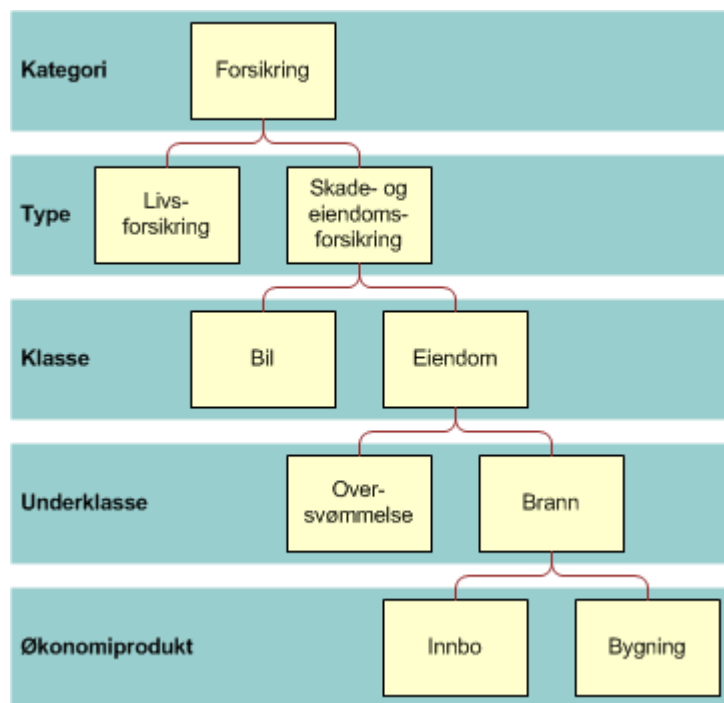 Kategori
Forsikring
Type
Livs-
forsikring
Skade- og
eiendoms-
forsikring
Klasse
Bil
Eiendom
Underklasse
Over-
svømmelse
Brann
Økonomiprodukt
Innbo
Bygning